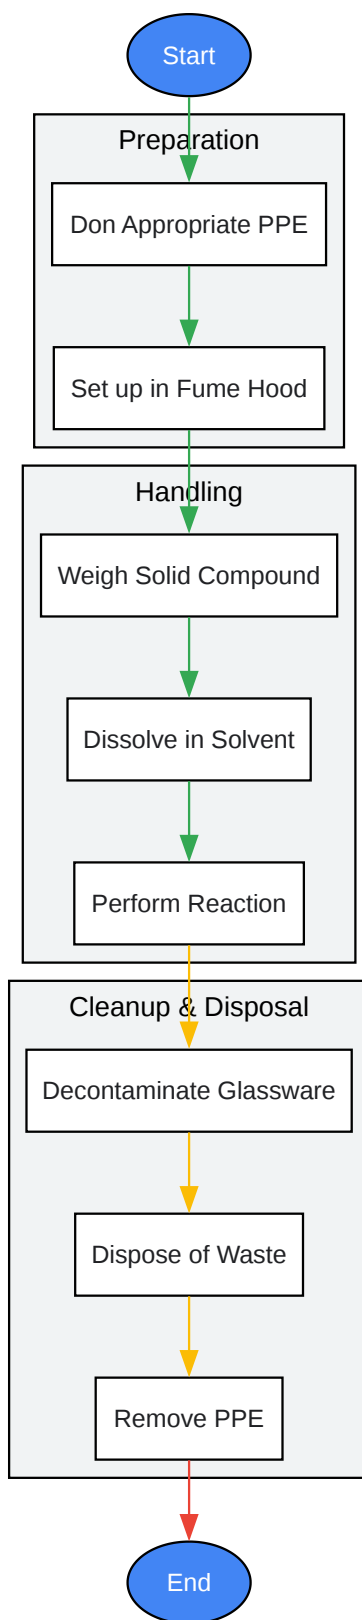 Start
Preparation
Don Appropriate PPE
Set up in Fume Hood
Handling
Weigh Solid Compound
Dissolve in Solvent
Perform Reaction
Cleanup & Disposal
Decontaminate Glassware
Dispose of Waste
Remove PPE
End